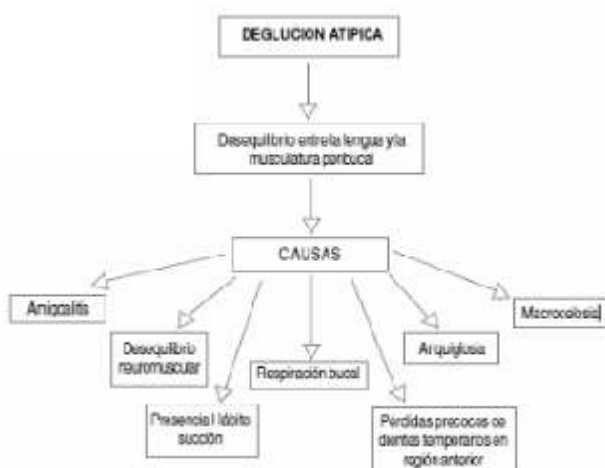 DEGLUCION ATIPICA
Desequilibrio entre la lengua y la
musculatura peribucal
CAUSAS
Amigdalitis
Macroglosia
Desequilibrio
neuromuscular
Anquiglosia
Respiración bucal
Presencia Hábito
succión
Perdidas precoces de
dientes temporarios en
región anterior